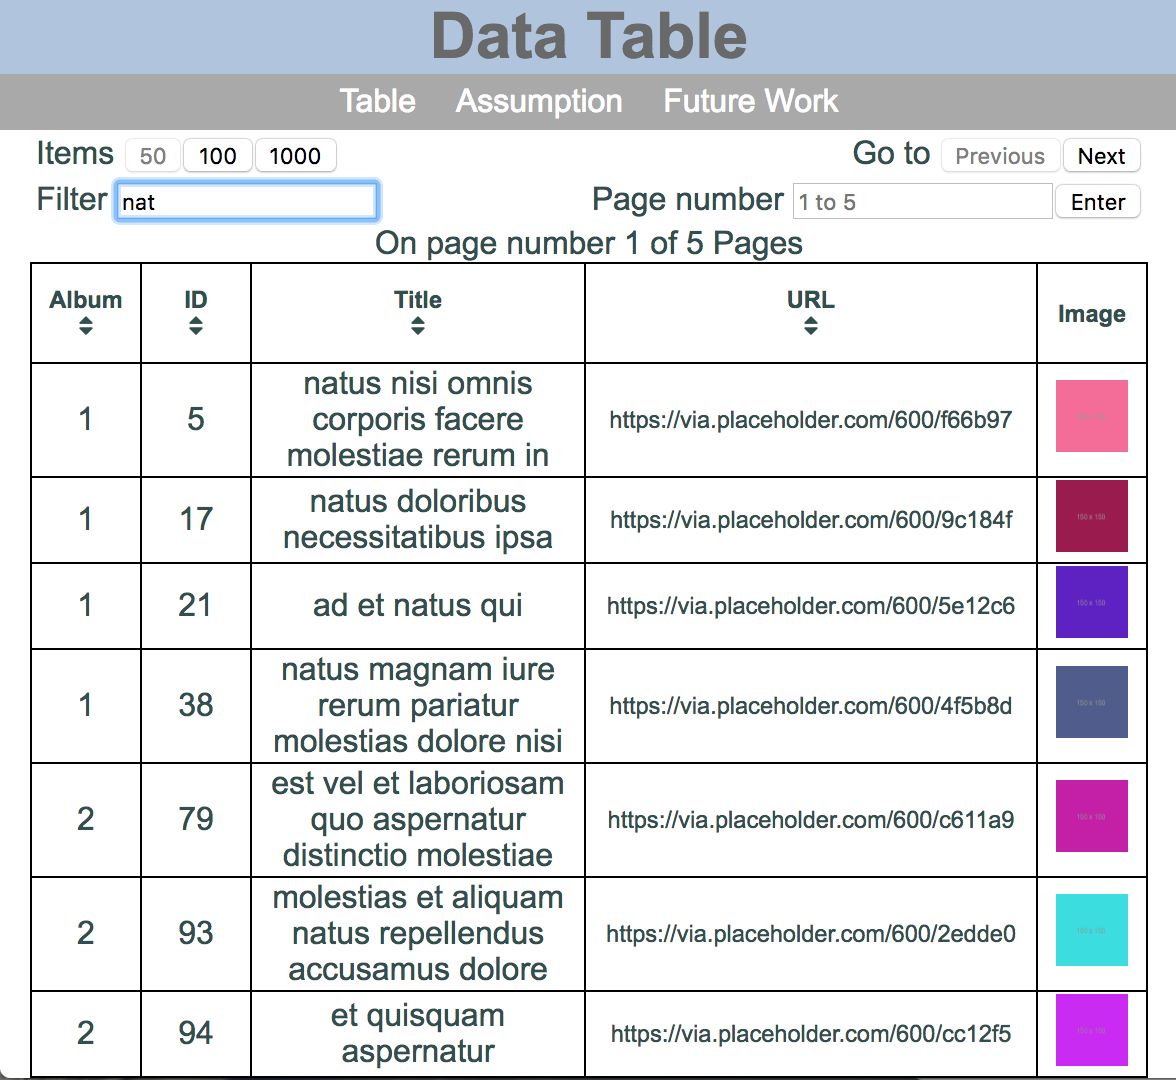 Data Table
Table Assumption Future Work
Items 50 100 1000 Go to Previous Next
Filter nat Page number 1 to 5 Enter
On page number 1 of 5 Pages
Album ID Title URL Image
natus nisi omnis
1 5 corporis facere https://via.placeholder.com/600/f66b97
molestiae rerum in
natus doloribus
1 17 https://via.placeholder.com/600/9c184f 150 x 150
necessitatibus ipsa
1 21 ad et natus qui https://via.placeholder.com/600/5e12c6 150 x 150
natus magnam iure
1 38 rerum pariatur https://via.placeholder.com/600/4f5b8d 150 x 150
molestias dolore nisi
est vel et laboriosam
2 79 quo aspernatur https://via.placeholder.com/600/c611a9 150 x 150
distinctio molestiae
molestias et aliquam
2 93 natus repellendus https://via.placeholder.com/600/2edde0 150 x 150
accusamus dolore
et quisquam
2 94 https://via.placeholder.com/600/cc12f5 150 x 150
aspernatur